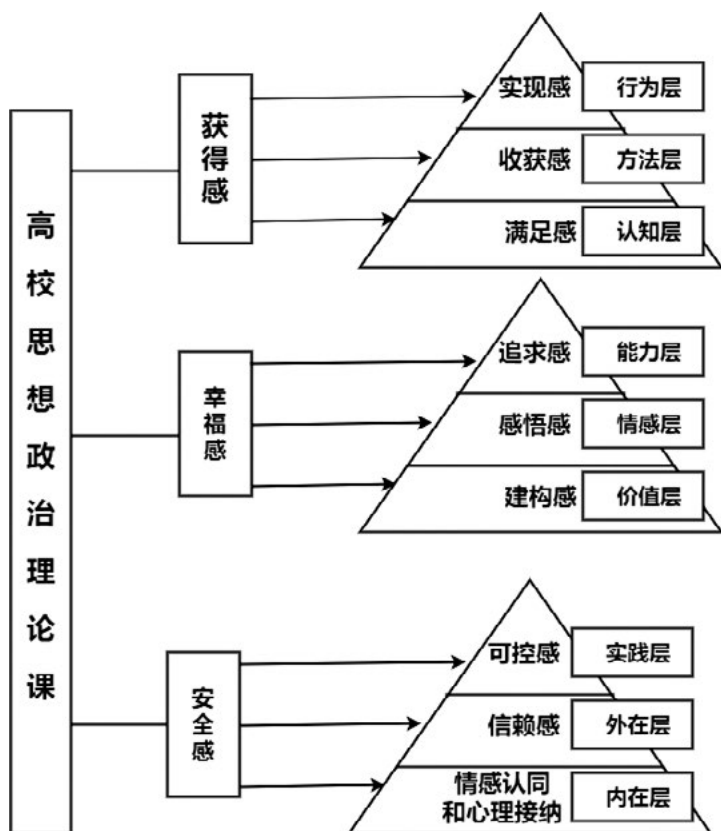 高校思想政治理论课
获得感
实现感 行为层
收获感 方法层
满足感 认知层
幸福感
追求感 能力层
感悟感 情感层
建构感 价值层
安全感
可控感 实践层
信赖感 外在层
情感认同
和心理接纳 内在层